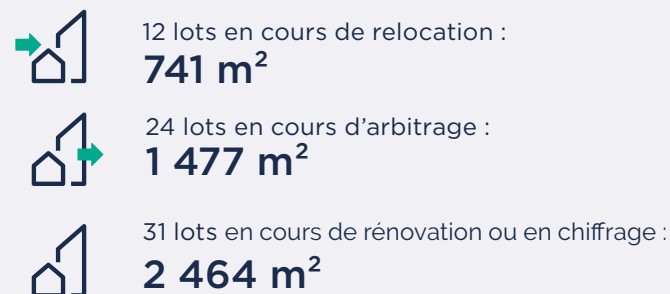 12 lots en cours de relocation :
741 m²
24 lots en cours d’arbitrage :
1 477 m²
31 lots en cours de rénovation ou en chiffrage :
2 464 m²